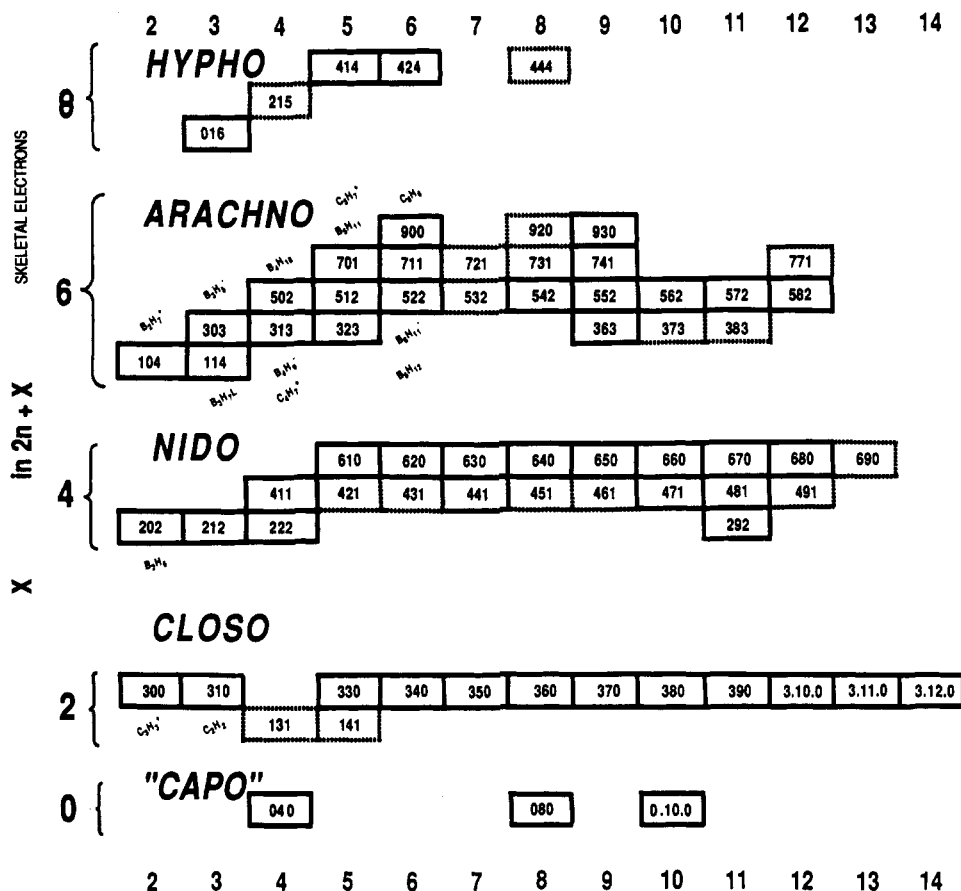 2 3 4 5 6 7 8 9 10 11 12 13 14
HYPHO
8
414 424 444
215
016
SKELETAL ELECTRONS
ARACHNO
6
B₅H₁₁
900 920 930
B₄H₁₀
701 711 721 731 741 771
502 512 522 532 542 552 562 572 582
303 313 323 363 373 383
104 114
B₆H₁₂
B₃H₇L
X in 2n + X
NIDO
4
610 620 630 640 650 660 670 680 690
411 421 431 441 451 461 471 481 491
202 212 222 292
B₂H₆
CLOSO
2
300 310 330 340 350 360 370 380 390 3.10.0 3.11.0 3.12.0
131 141
"CAPO"
0
040 080 0.10.0
2 3 4 5 6 7 8 9 10 11 12 13 14